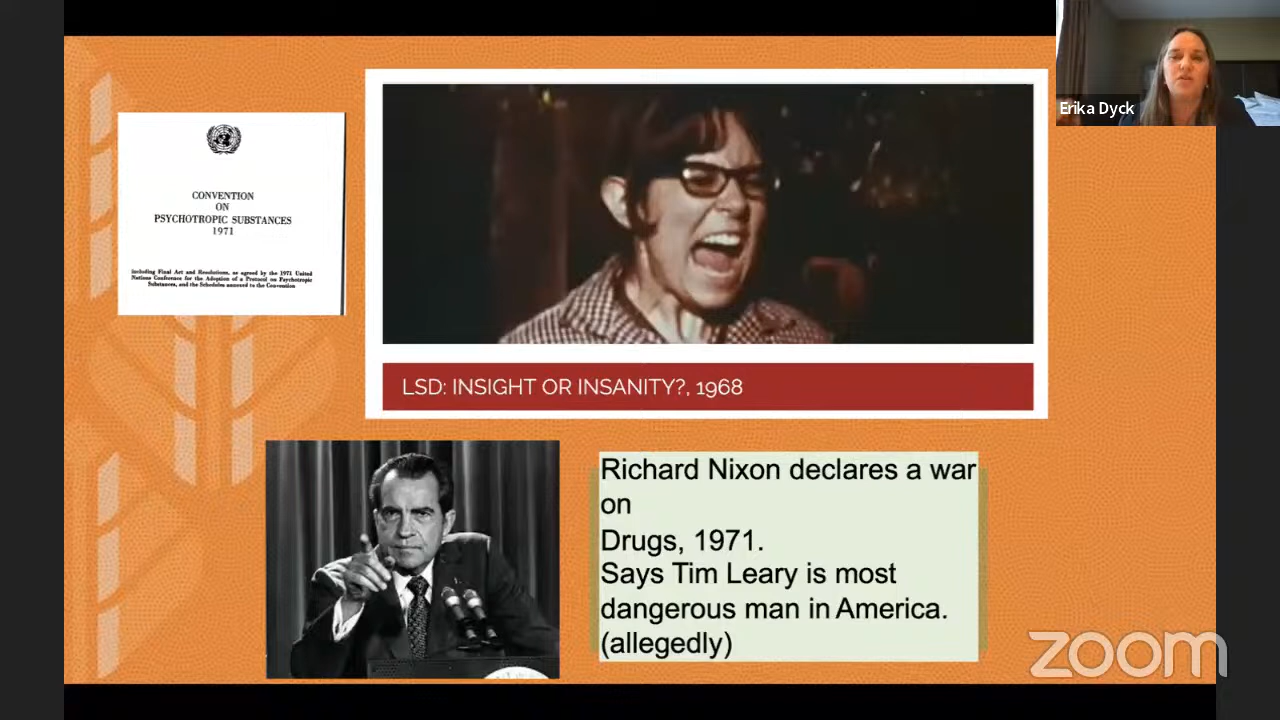 Erika Dyck
CONVENTION
ON
PSYCHOTROPIC SUBSTANCES
1971
including Final Act and Resolutions, as agreed by the 1971 United
Nations Conference for the Adoption of a Protocol on Psychotropic
Substances, and the Schedules annexed to the Convention
LSD: INSIGHT OR INSANITY?, 1968
Richard Nixon declares a war
on
Drugs, 1971.
Says Tim Leary is most
dangerous man in America.
(allegedly)
zoom